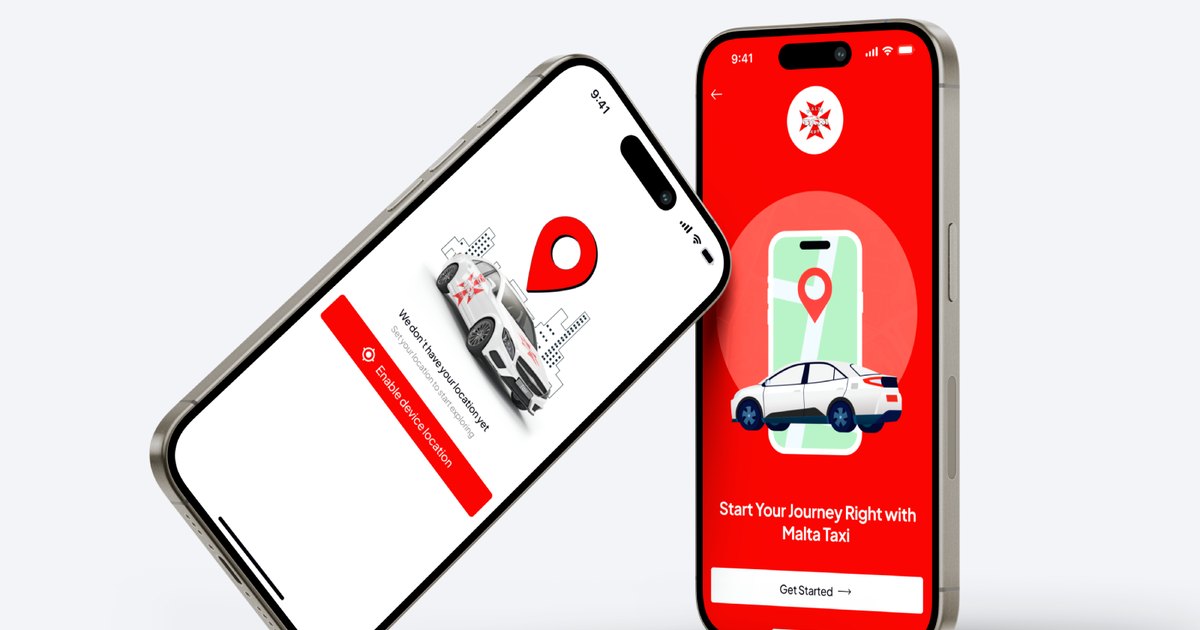 9:41
We don't have your location yet
Set your location to start exploring
Enable device location
9:41
Start Your Journey Right with
Malta Taxi
Get Started